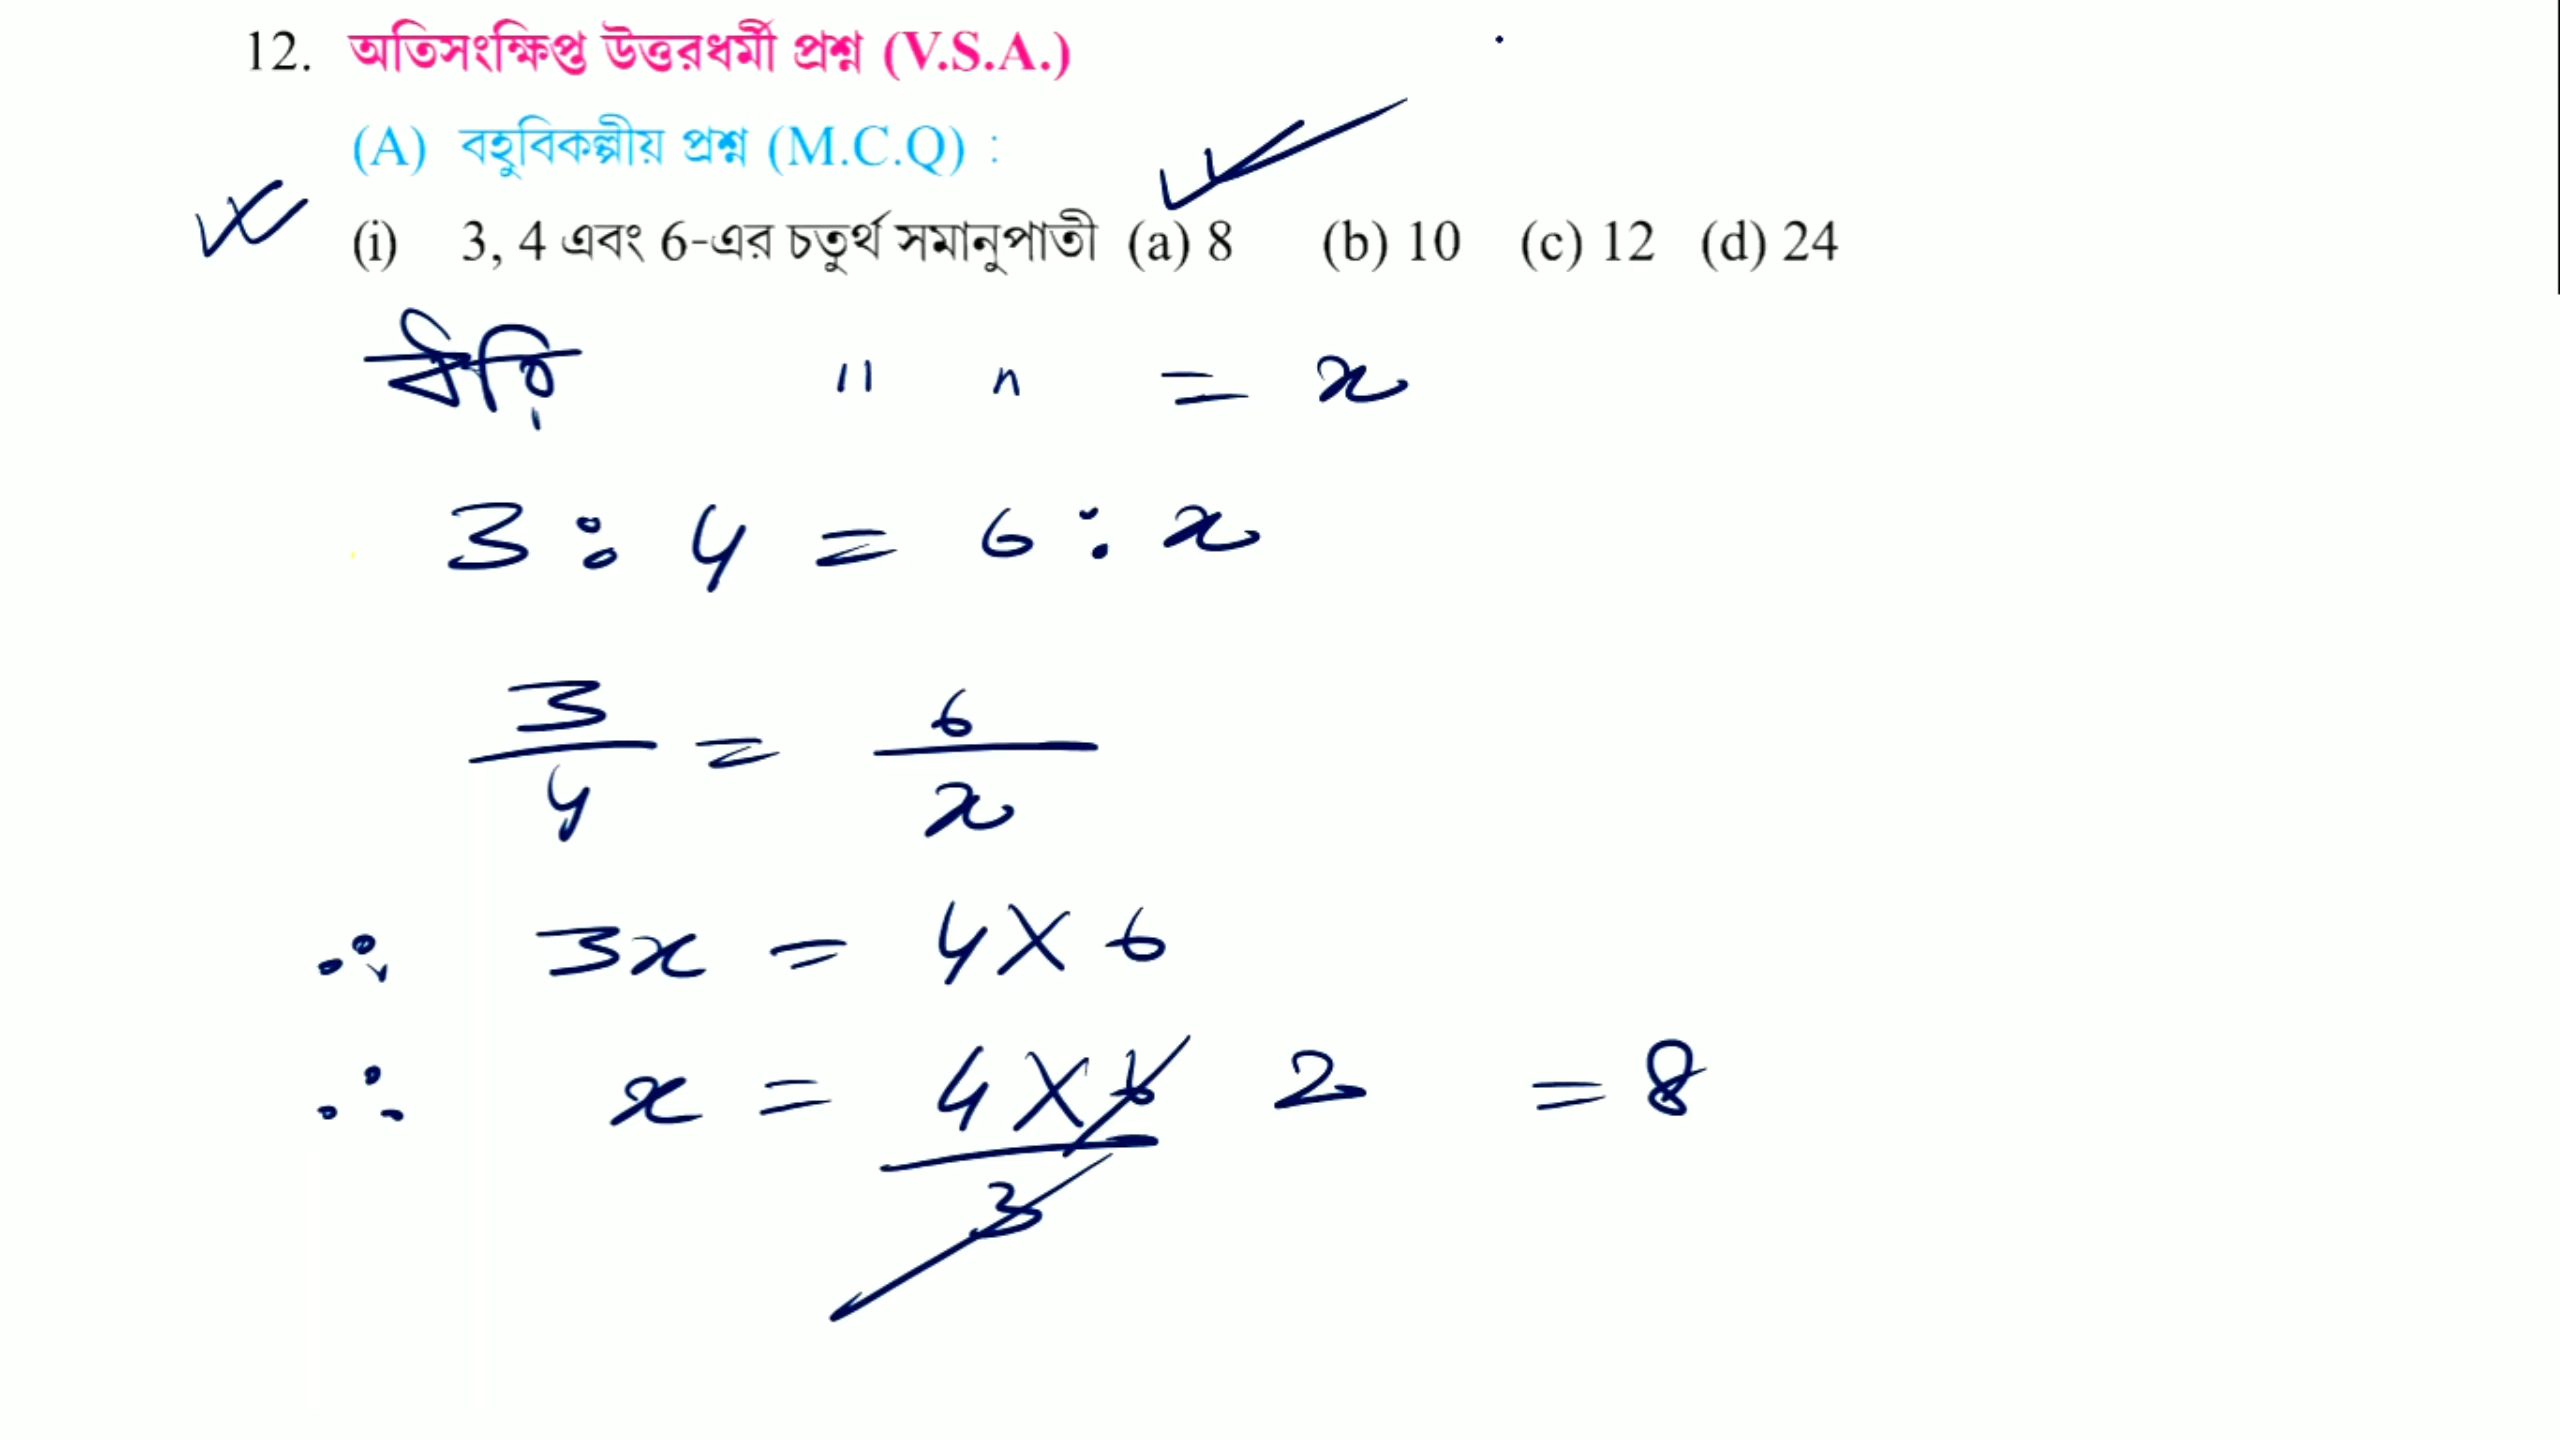 12. অতিসংক্ষিপ্ত উত্তরধর্মী প্রশ্ন (V.S.A.)
(A) বহুবিকল্পীয় প্রশ্ন (M.C.Q) :
(i) 3, 4 এবং 6-এর চতুর্থ সমানুপাতী (a) 8 (b) 10 (c) 12 (d) 24
ধরি " " = x
3 : 4 = 6 : x
3/4 = 6/x
∴ 3x = 4 × 6
∴ x = 4 × 6 2 / 3 = 8